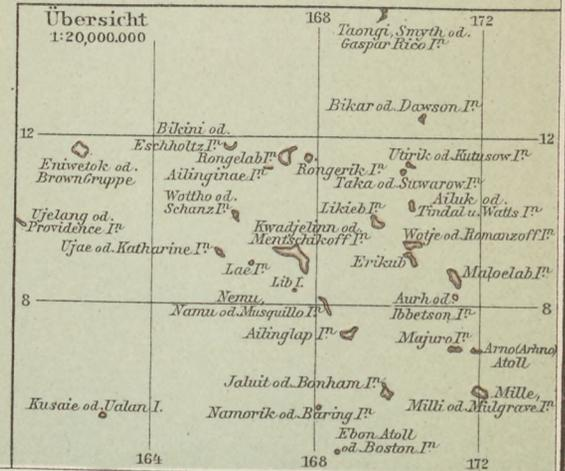 Übersicht
1:20,000.000
168
172
Taongi, Smyth od.
Gaspar Rico Iⁿ
Bikar od. Dawson Iⁿ
12
12
Bikini od.
Eschholtz Iⁿ
Eniwetok od.
Brown Gruppe
Rongelab Iⁿ
Ailinginae Iⁿ
Rongerik Iⁿ
Utirik od. Kutusow Iⁿ
Taka od. Suwarow Iⁿ
Wottho od.
Schanz Iⁿ
Likieb Iⁿ
Ailuk od.
Tindal u. Watts Iⁿ
Ujelang od.
Providence Iⁿ
Kwadjelinn od.
Mentschikoff Iⁿ
Wotje od. Romanzoff Iⁿ
Ujae od. Katharine Iⁿ
Erikub
Lae Iⁿ
Maloelab Iⁿ
Lib I.
8
8
Nemu,
Namu od. Musquillo Iⁿ
Aurh od.
Ibbetson Iⁿ
Ailinglap Iⁿ
Majuro Iⁿ
Arno (Arhno)
Atoll
Jaluit od. Bonham Iⁿ
Mille,
Milli od. Mulgrave Iⁿ
Kusaie od. Ualan I.
Namorik od. Baring Iⁿ
Ebon Atoll
od. Boston Iⁿ
164
168
172